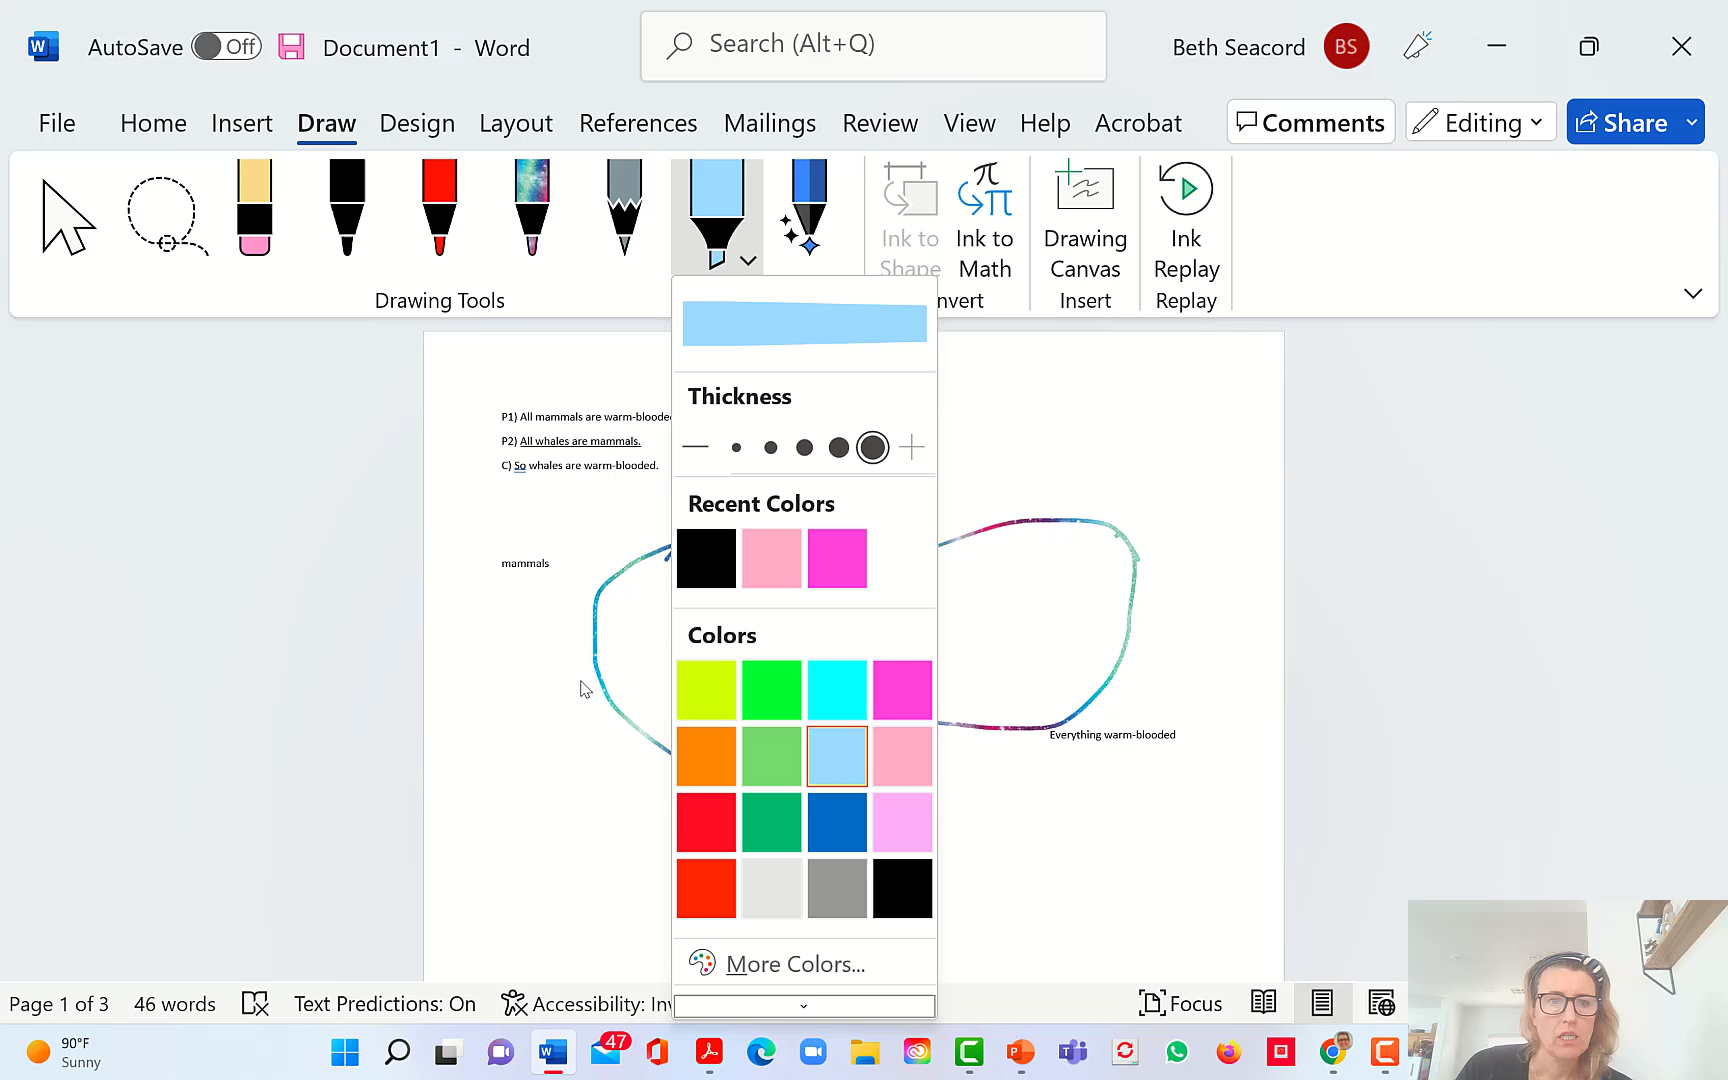 W AutoSave Off Document1 - Word Search (Alt+Q) Beth Seacord BS
File Home Insert Draw Design Layout References Mailings Review View Help Acrobat Comments Editing Share
Ink to Shape
Ink to Math
Drawing Canvas
Ink Replay
Drawing Tools
Insert
Replay
P1) All mammals are warm-blooded
P2) All whales are mammals.
C) So whales are warm-blooded.
mammals
Everything warm-blooded
Thickness
Recent Colors
Colors
More Colors...
Page 1 of 3 46 words Text Predictions: On Accessibility: Inv Focus
90°F
Sunny
47